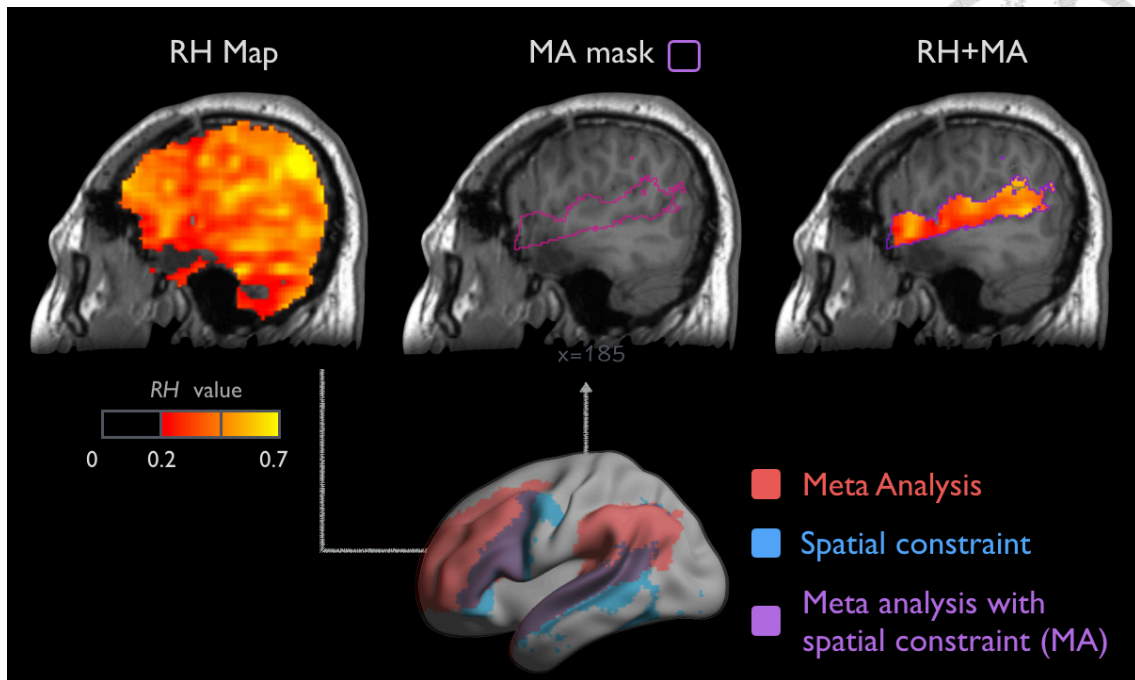 RH Map
MA mask
RH+MA
x=185
RH value
0
0.2
0.7
Meta Analysis
Spatial constraint
Meta analysis with
spatial constraint (MA)